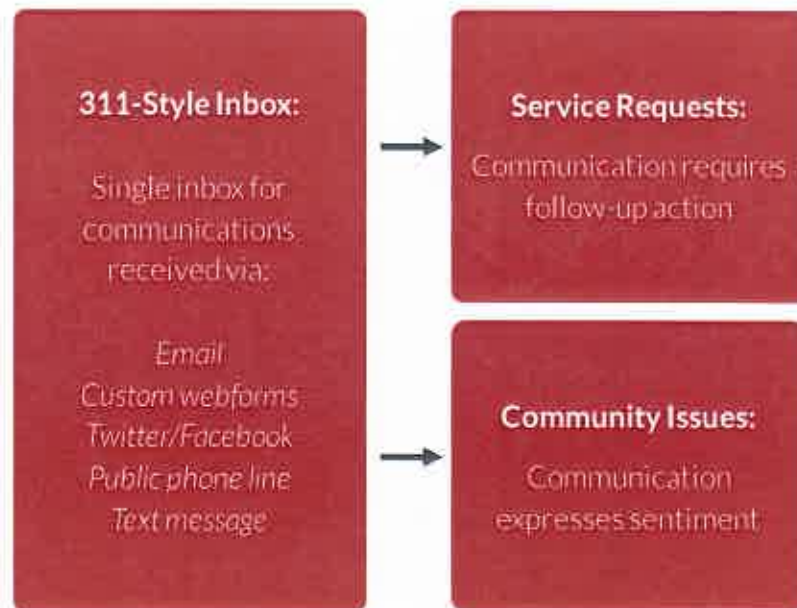 311-Style Inbox:
Single inbox for
communications
received via:
Email
Custom webforms
Twitter/Facebook
Public phone line
Text message
Service Requests:
Communication requires
follow-up action
Community Issues:
Communication
expresses sentiment